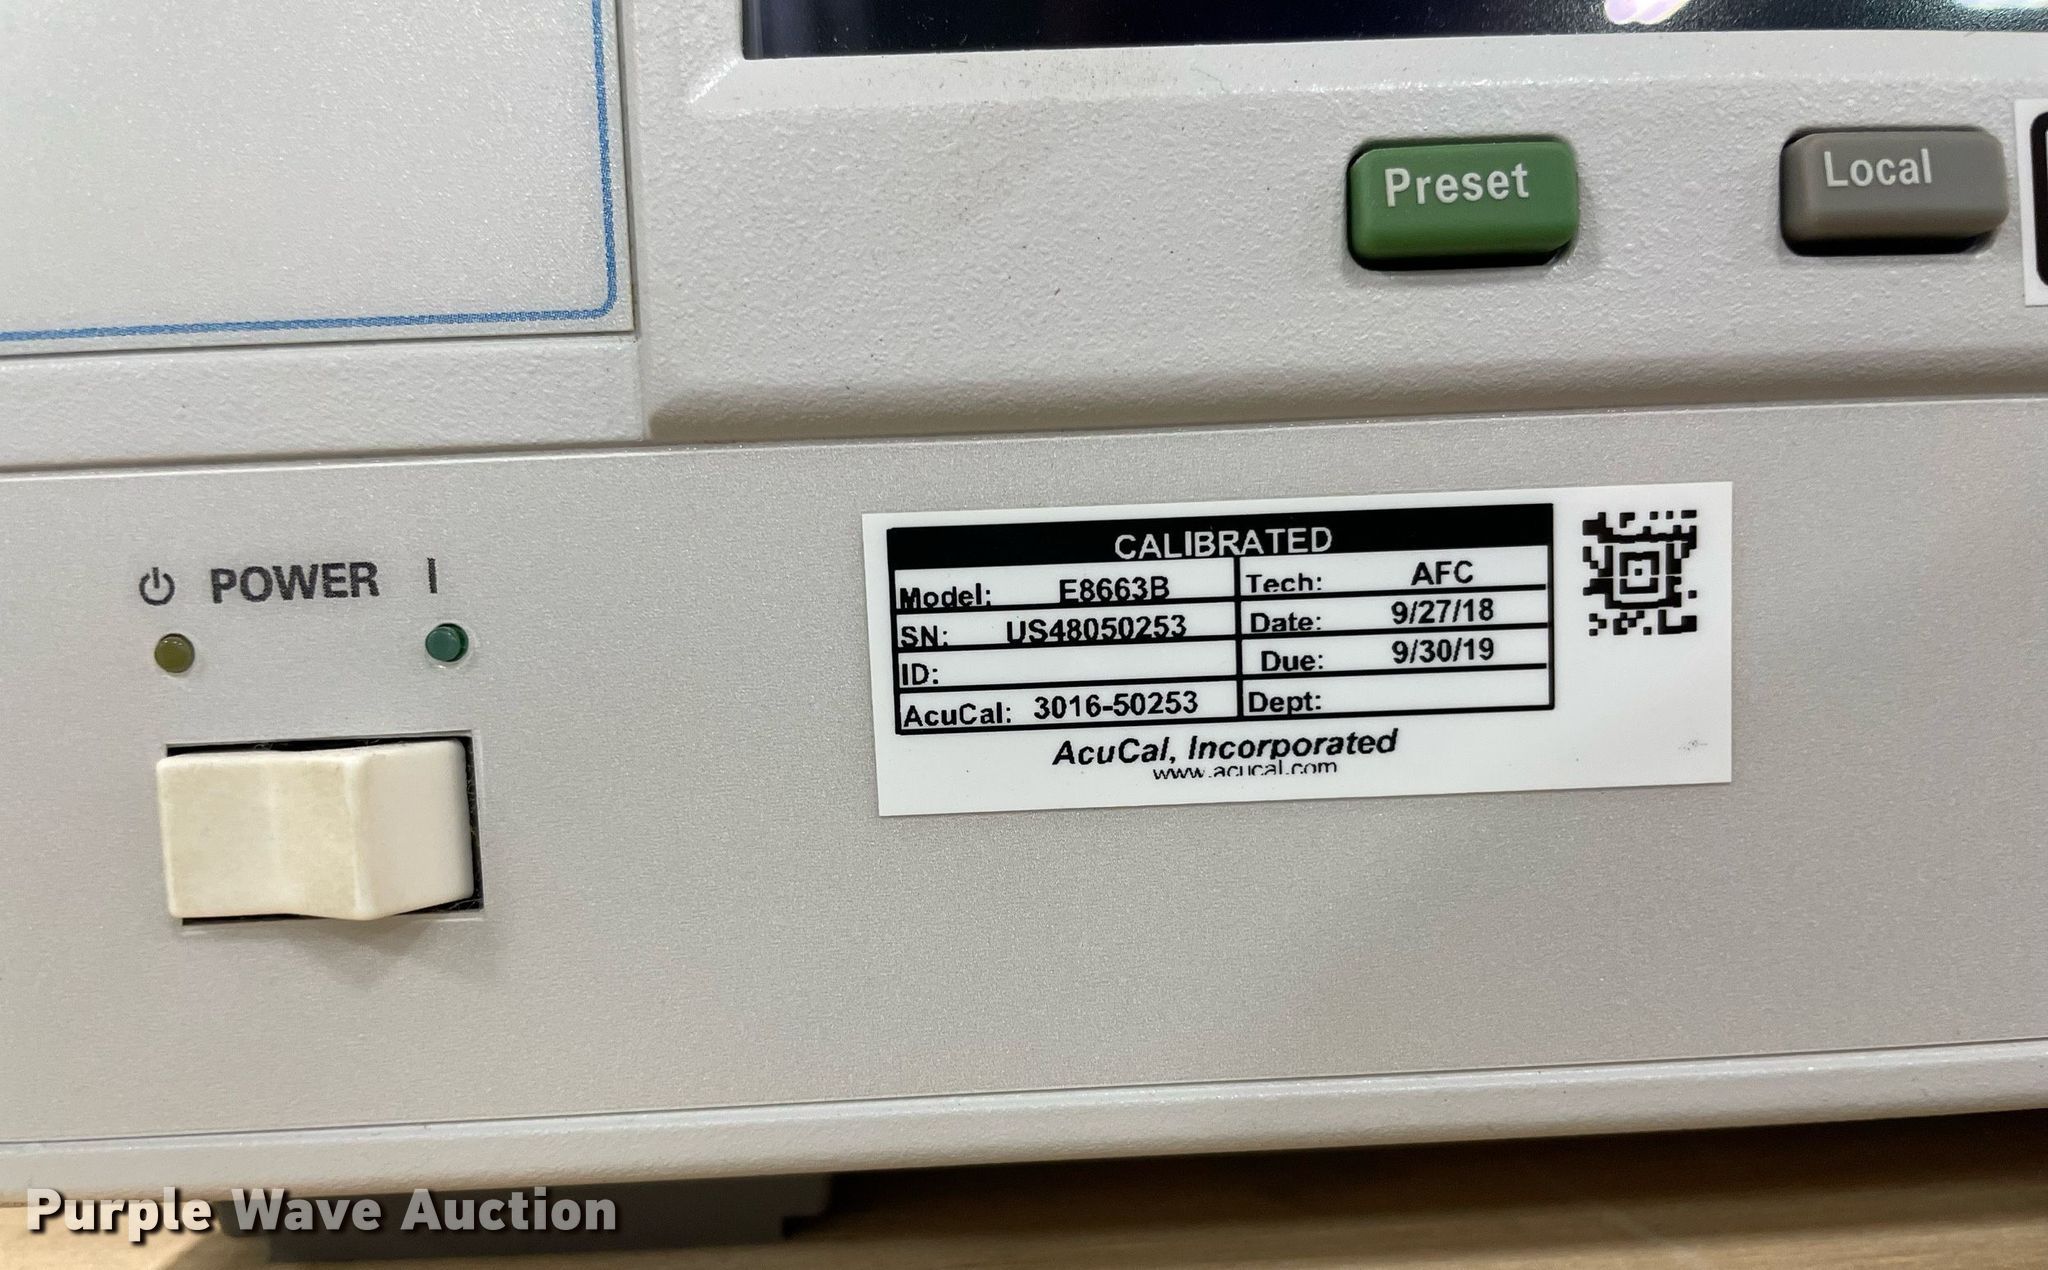 Preset
Local
POWER
CALIBRATED
Model: E8663B Tech: AFC
SN: US48050253 Date: 9/27/18
ID: Due: 9/30/19
AcuCal: 3016-50253 Dept:
AcuCal, Incorporated
www.acucal.com
Purple Wave Auction